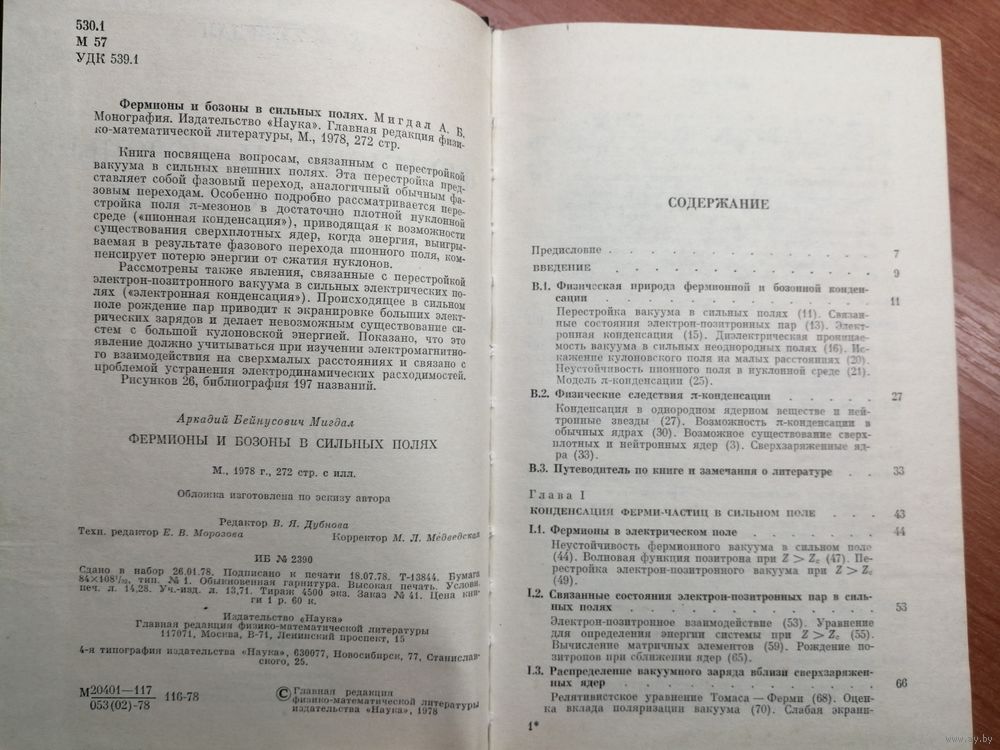 530.1
М 57
УДК 539.1
Фермионы и бозоны в сильных полях. Мигдал А. Б.
Монография. Издательство «Наука». Главная редакция физи-
ко-математической литературы, М., 1978, 272 стр.
Книга посвящена вопросам, связанным с перестройкой
вакуума в сильных внешних полях. Эта перестройка пред-
ставляет собой фазовый переход, аналогичный обычным фа-
зовым переходам. Особенно подробно рассматривается пере-
стройка поля π-мезонов в достаточно плотной нуклонной
среде («пионная конденсация»), приводящая к возможности
существования сверхплотных ядер, когда энергия, выигры-
ваемая в результате фазового перехода пионного поля, ком-
пенсирует потерю энергии от сжатия нуклонов.
Рассмотрены также явления, связанные с перестройкой
электрон-позитронного вакуума в сильных электрических по-
лях («электронная конденсация»). Происходящее в сильном
поле рождение пар приводит к экранировке больших элект-
рических зарядов и делает невозможным существование си-
стем с большой кулоновской энергией. Показано, что это
явление должно учитываться при изучении электромагнитно-
го взаимодействия на сверхмалых расстояниях и связано с
проблемой устранения электродинамических расходимостей.
Рисунков 26, библиография 197 названий.
Аркадий Бейнусович Мигдал
ФЕРМИОНЫ И БОЗОНЫ В СИЛЬНЫХ ПОЛЯХ
М., 1978 г., 272 стр. с илл.
Обложка изготовлена по эскизу автора
Редактор В. Я. Дубнова
Техн. редактор Е. В. Морозова Корректор М. Л. Медведская
ИБ № 2390
Сдано в набор 26.01.78. Подписано к печати 18.07.78. Т-13844. Бумага
84×108¹/₃₂, тип. № 1. Обыкновенная гарнитура. Высокая печать. Условн.
печ. л. 14,28. Уч.-изд. л. 13,71. Тираж 4500 экз. Заказ № 41. Цена кни-
ги 1 р. 60 к.
Издательство «Наука»
Главная редакция физико-математической литературы
117071, Москва, В-71, Ленинский проспект, 15
4-я типография издательства «Наука», 630077, Новосибирск, 77, Станислав-
ского, 25.
М 20401—117 / 053(02)-78 116-78
© Главная редакция
физико-математической литературы
издательства «Наука», 1978
СОДЕРЖАНИЕ
Предисловие . . . . . . . . . . . . . 7
ВВЕДЕНИЕ . . . . . . . . . . . . . 9
В.1. Физическая природа фермионной и бозонной конден-
сации . . . . . . . . . . . . . 11
Перестройка вакуума в сильных полях (11). Связан-
ные состояния электрон-позитронных пар (13). Элект-
ронная конденсация (15). Диэлектрическая проницае-
мость вакуума в сильных неоднородных полях (16). Ис-
кажение кулоновского поля на малых расстояниях (20).
Неустойчивость пионного поля в нуклонной среде (21).
Модель π-конденсации (25).
В.2. Физические следствия π-конденсации . . . . . 27
Конденсация в однородном ядерном веществе и ней-
тронные звезды (27). Возможность π-конденсации в
обычных ядрах (30). Возможное существование сверх-
плотных и нейтронных ядер (3). Сверхзаряженные яд-
ра (33).
В.3. Путеводитель по книге и замечания о литературе . . 33
Глава I
КОНДЕНСАЦИЯ ФЕРМИ-ЧАСТИЦ В СИЛЬНОМ ПОЛЕ . . . 43
I.1. Фермионы в электрическом поле . . . . . . 44
Неустойчивость фермионного вакуума в сильном поле
(44). Волновая функция позитрона при Z > Zc (47). Пе-
рестройка электрон-позитронного вакуума при Z > Zc
(49).
I.2. Связанные состояния электрон-позитронных пар в силь-
ных полях . . . . . . . . . . . . 53
Электрон-позитронное взаимодействие (53). Уравнение
для определения энергии системы при Z > Zc (55).
Вычисление матричных элементов (59). Рождение по-
зитронов при сближении ядер (65).
I.3. Распределение вакуумного заряда вблизи сверхзаряжен-
ных ядер . . . . . . . . . . . . 66
Релятивистское уравнение Томаса — Ферми (68). Оцен-
ка вклада поляризации вакуума (70). Слабая экрани-
1*
www.ay.by